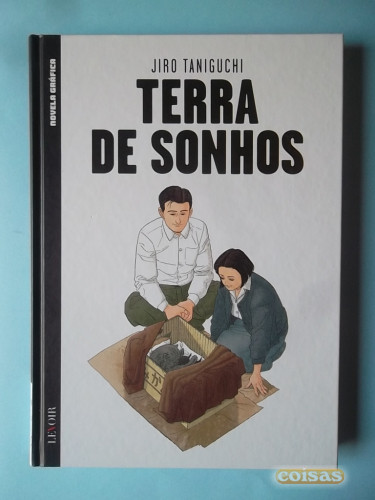 NOVELA GRÁFICA
JIRO TANIGUCHI
TERRA
DE SONHOS
LEVOIR
coisas